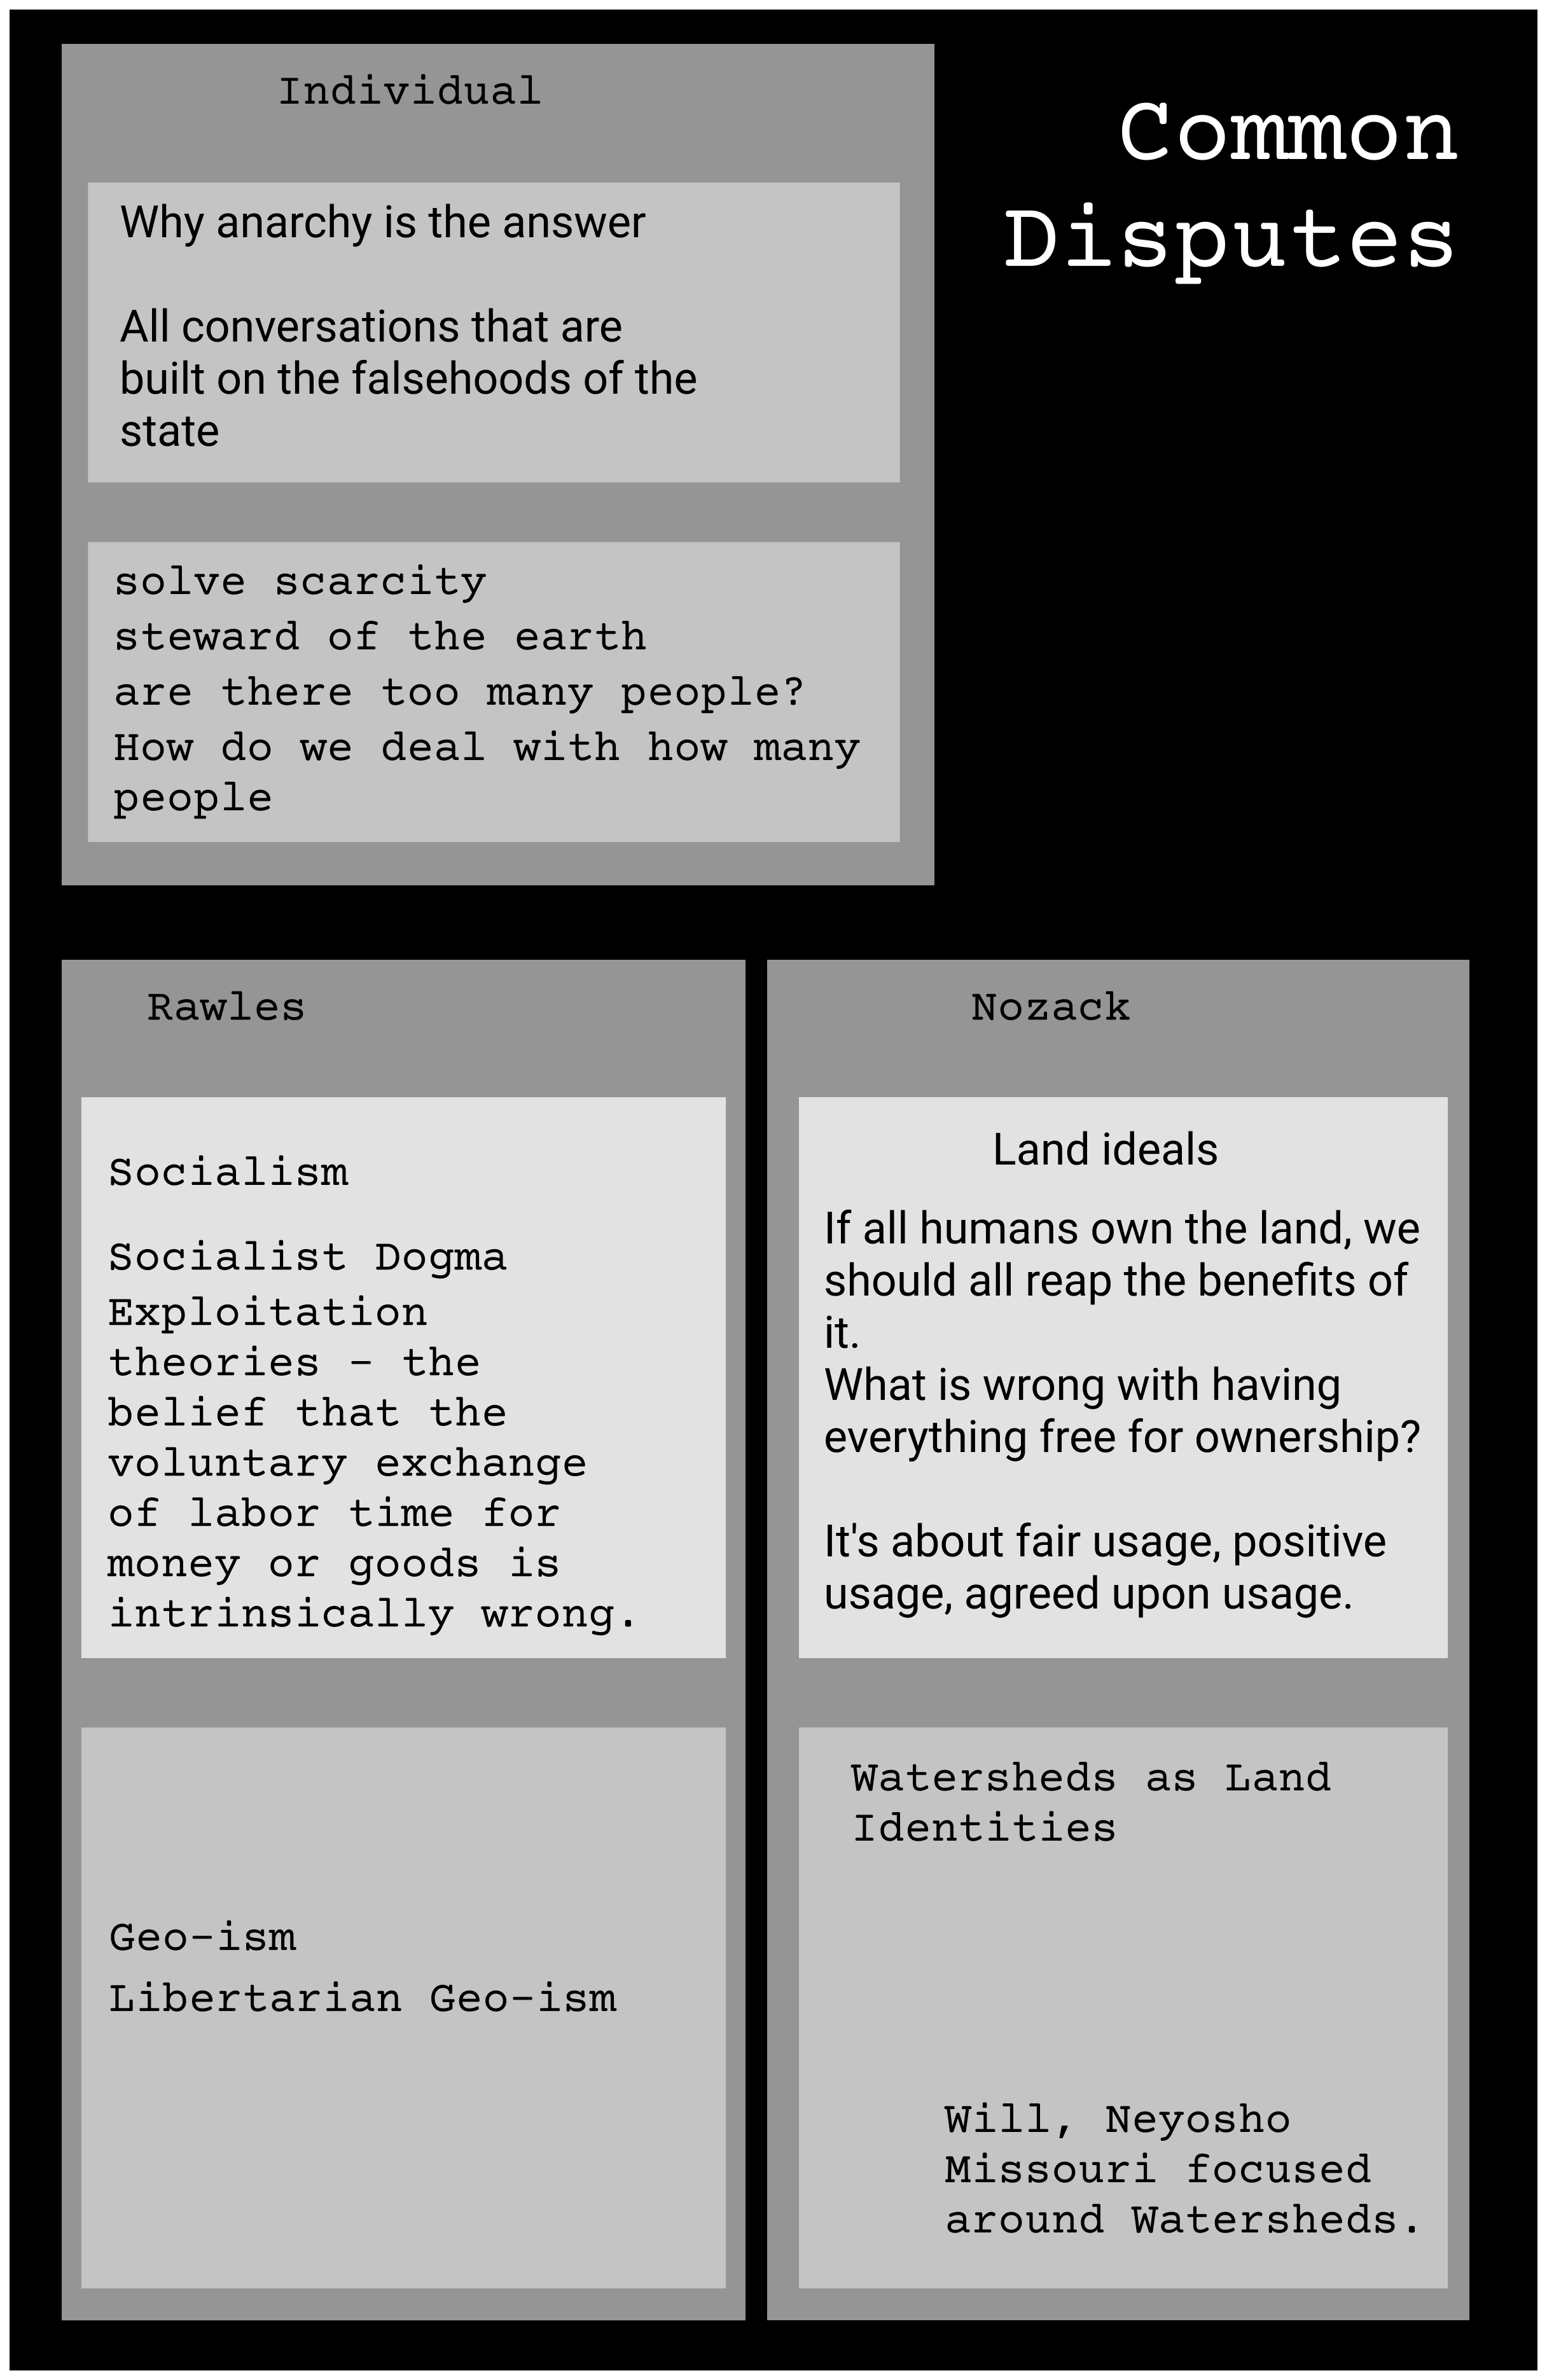 Common
Disputes
Individual
Why anarchy is the answer
All conversations that are
built on the falsehoods of the
state
solve scarcity
steward of the earth
are there too many people?
How do we deal with how many
people
Rawles
Socialism
Socialist Dogma
Exploitation
theories - the
belief that the
voluntary exchange
of labor time for
money or goods is
intrinsically wrong.
Geo-ism
Libertarian Geo-ism
Nozack
Land ideals
If all humans own the land, we
should all reap the benefits of
it.
What is wrong with having
everything free for ownership?
It's about fair usage, positive
usage, agreed upon usage.
Watersheds as Land
Identities
Will, Neyosho
Missouri focused
around Watersheds.